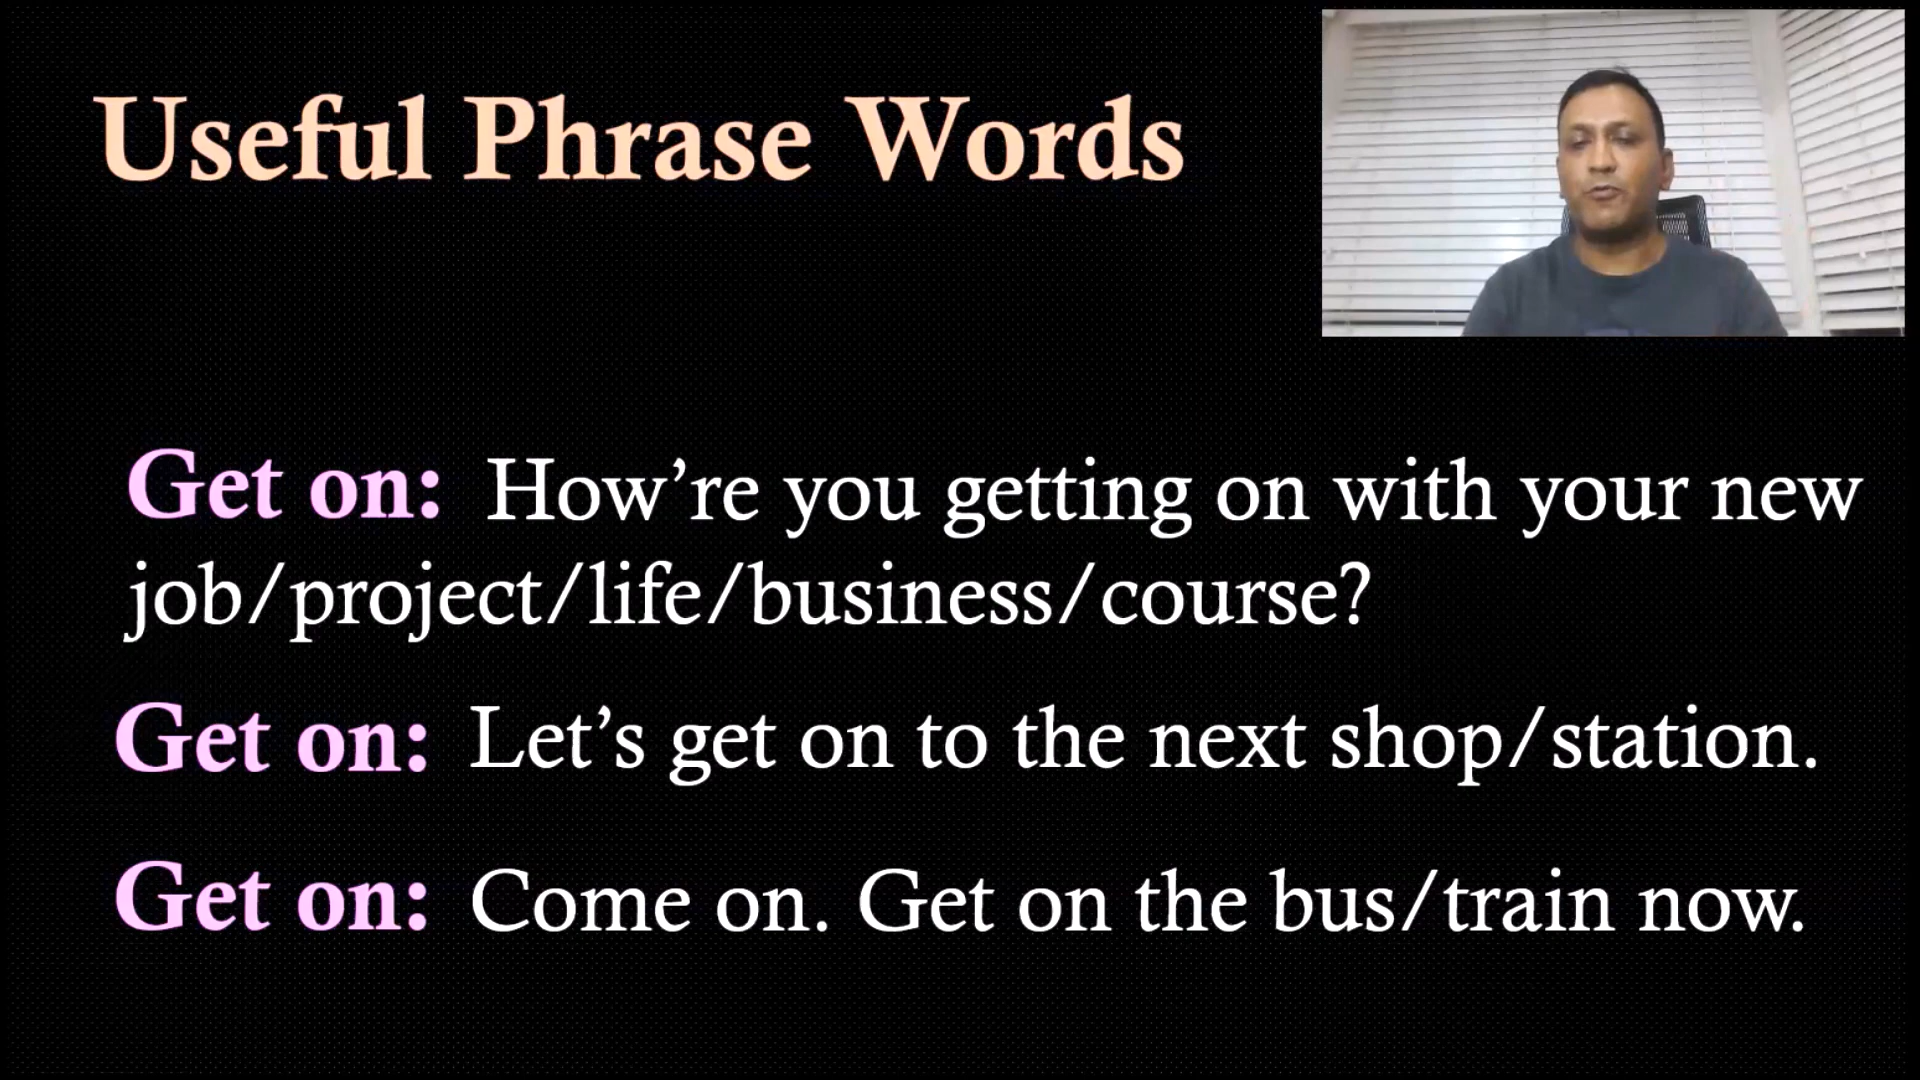 Useful Phrase Words
Get on: How’re you getting on with your new
job/project/life/business/course?
Get on: Let’s get on to the next shop/station.
Get on: Come on. Get on the bus/train now.